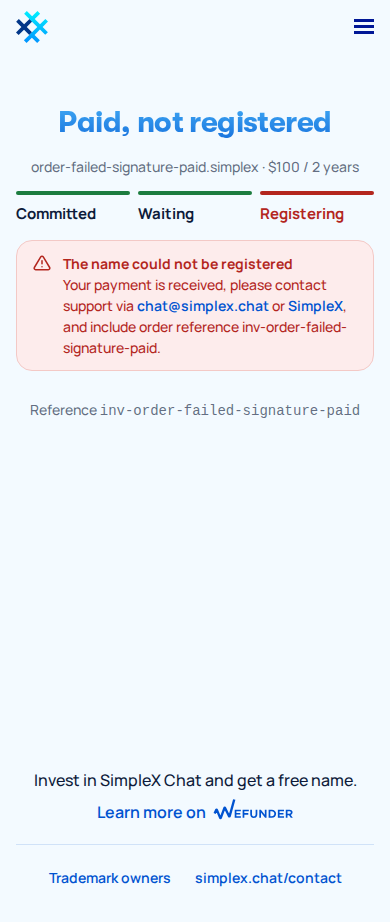 Paid, not registered
order-failed-signature-paid.simplex · $100 / 2 years
Committed
Waiting
Registering
The name could not be registered
Your payment is received, please contact
support via chat@simplex.chat or SimpleX,
and include order reference inv-order-failed-
signature-paid.
Reference inv-order-failed-signature-paid
Invest in SimpleX Chat and get a free name.
Learn more on WEFUNDER
Trademark owners
simplex.chat/contact